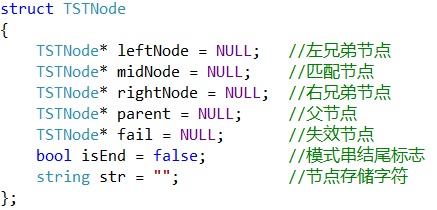 struct TSTNode
{
TSTNode* leftNode = NULL; //左兄弟节点
TSTNode* midNode = NULL; //匹配节点
TSTNode* rightNode = NULL; //右兄弟节点
TSTNode* parent = NULL; //父节点
TSTNode* fail = NULL; //失效节点
bool isEnd = false; //模式串结尾标志
string str = ""; //节点存储字符
};